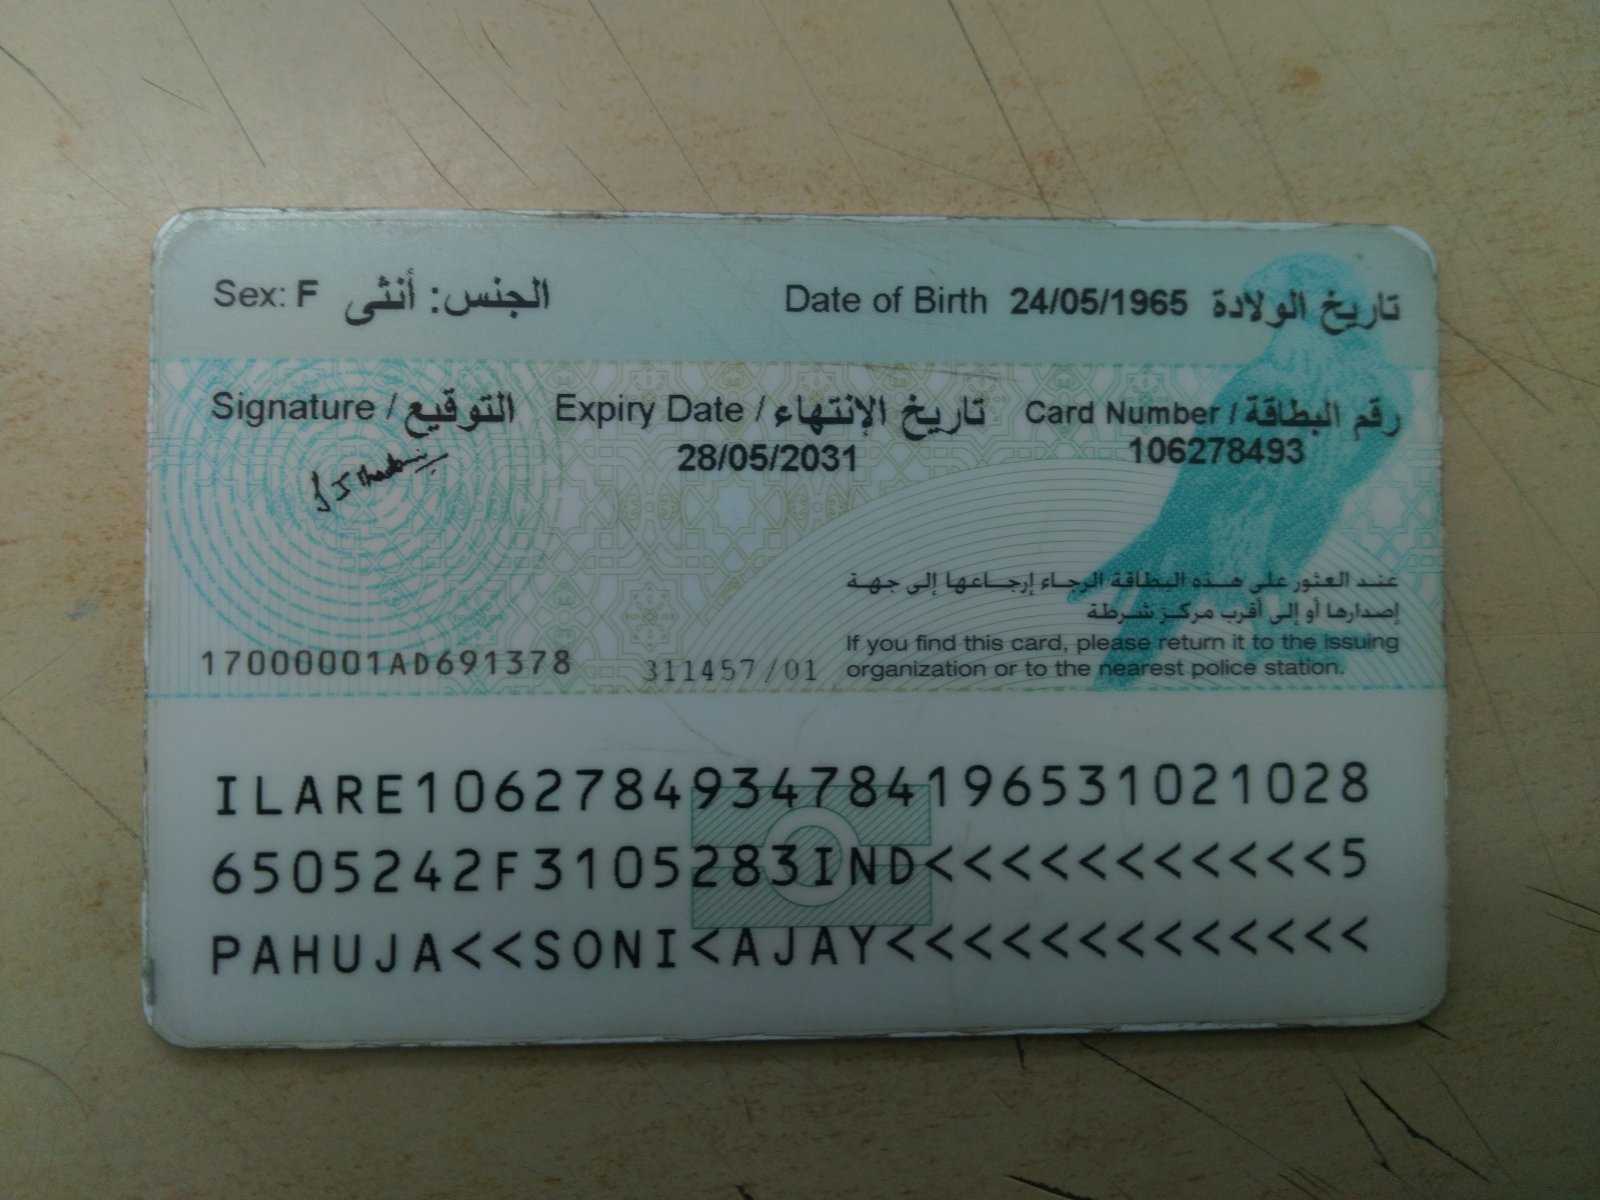 Sex: F الجنس: أنثى
Date of Birth 24/05/1965 تاريخ الولادة
Signature / التوقيع
Expiry Date / تاريخ الإنتهاء
28/05/2031
Card Number / رقم البطاقة
106278493
عند العثور على هذه البطاقة الرجاء إرجاعها إلى جهة
إصدارها أو إلى أقرب مركز شرطة
If you find this card, please return it to the issuing
organization or to the nearest police station.
17000001AD691378
311457/01
ILARE1062784934784196531021028
6505242F3105283IND<<<<<<<<<<<5
PAHUJA<<SONI<AJAY<<<<<<<<<<<<<